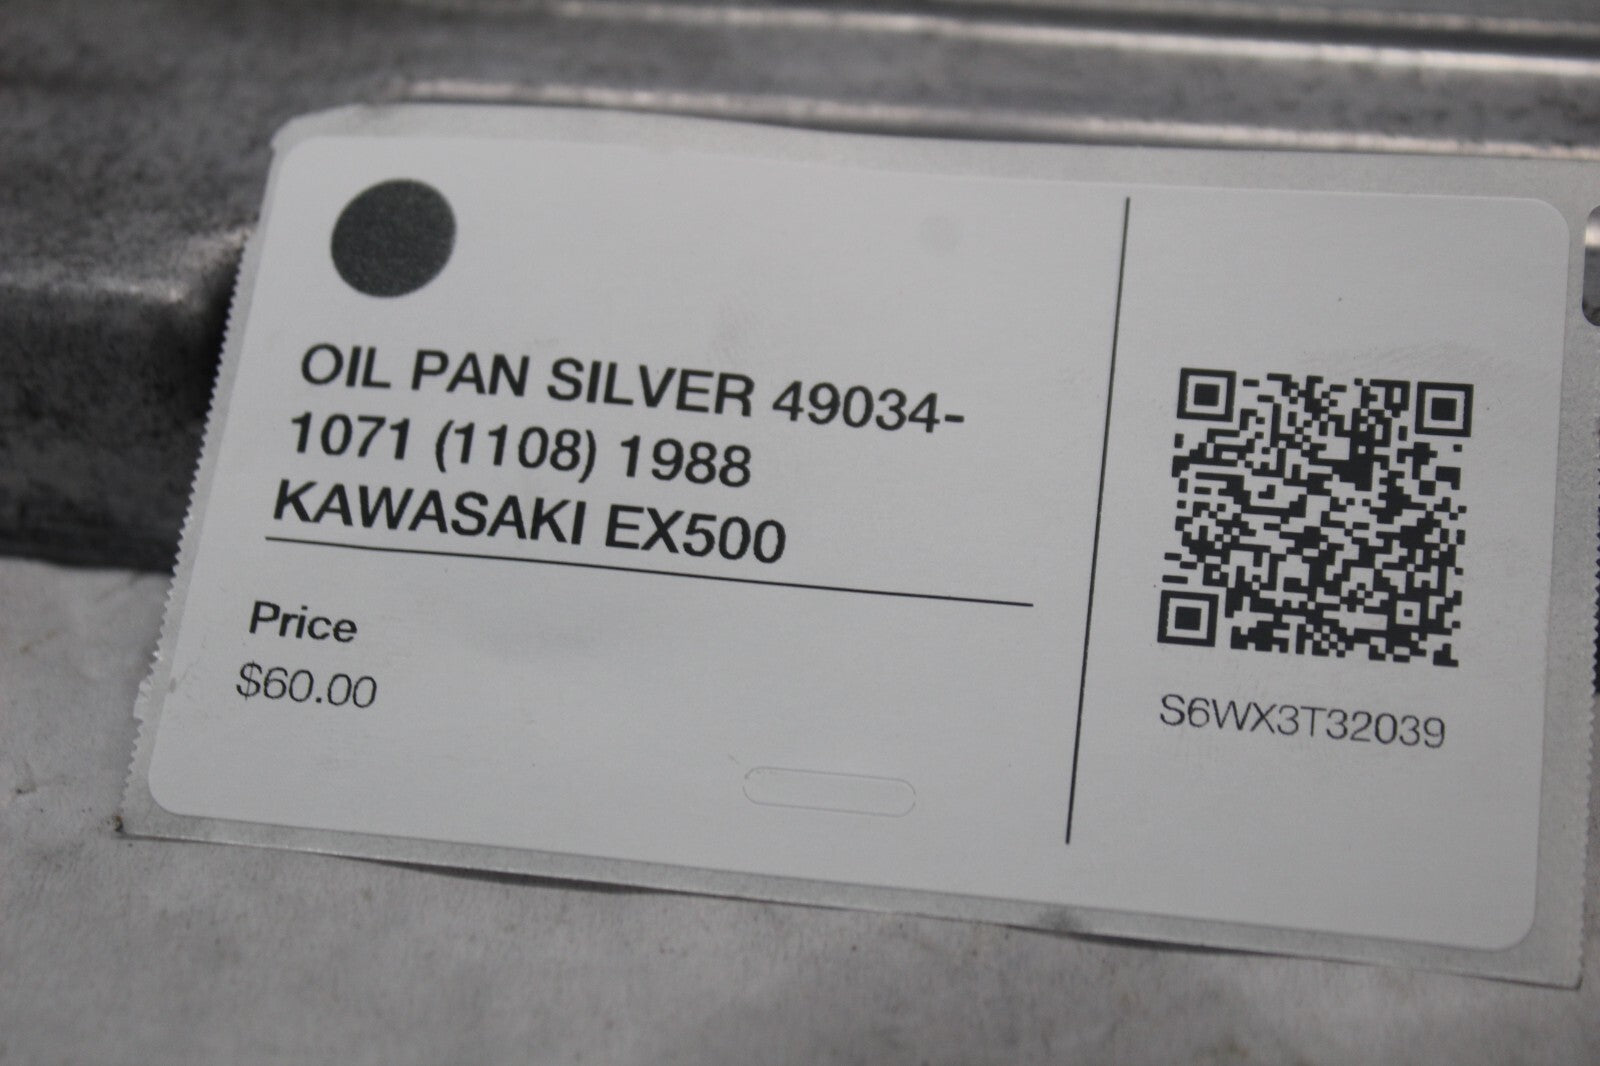 OIL PAN SILVER 49034-
1071 (1108) 1988
KAWASAKI EX500
Price
$60.00
S6WX3T32039